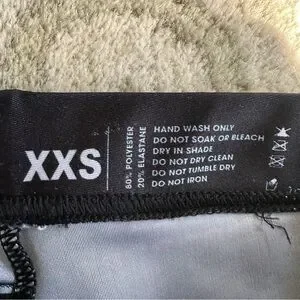 XXS
80% POLYESTER
20% ELASTANE
HAND WASH ONLY
DO NOT SOAK OR BLEACH
DRY IN SHADE
DO NOT DRY CLEAN
DO NOT TUMBLE DRY
DO NOT IRON